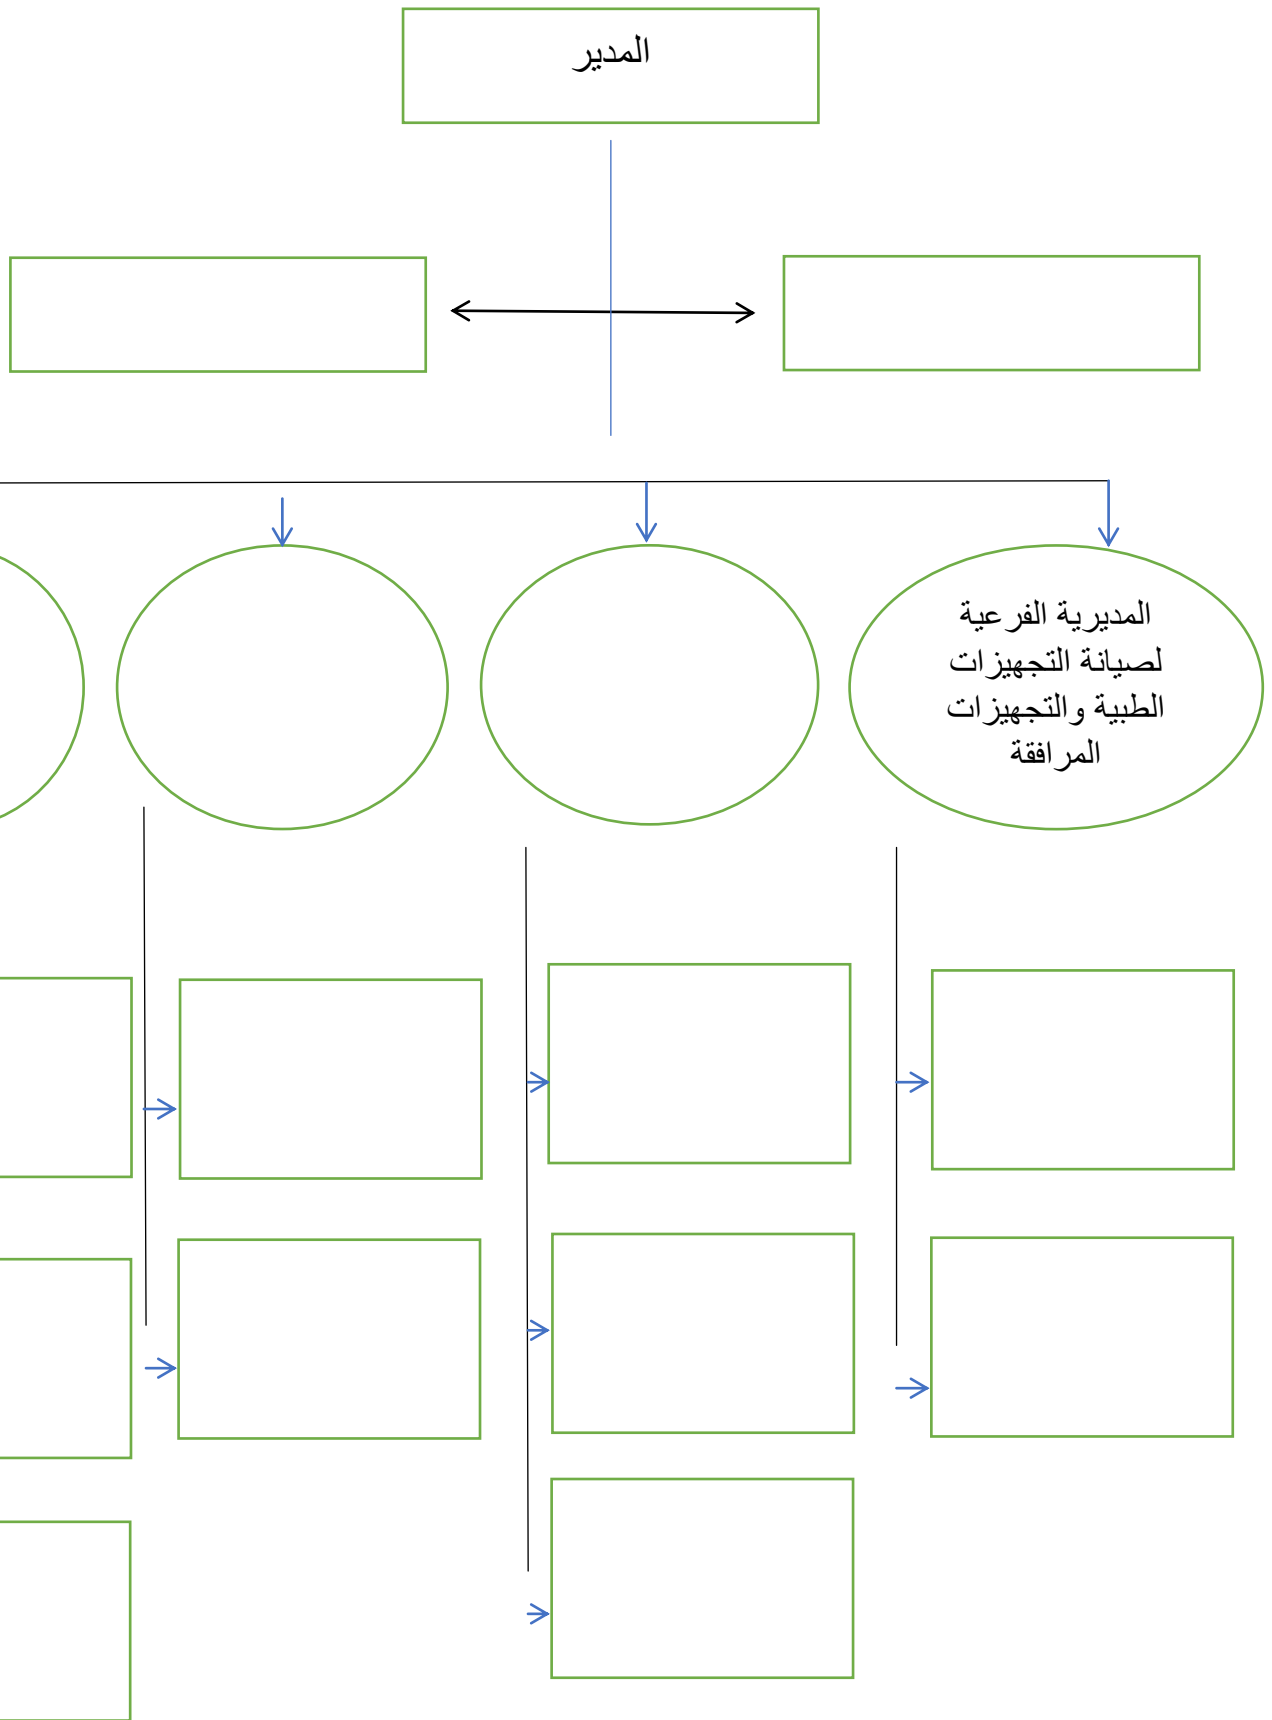 المدير
المديرية الفرعية
لصيانة التجهيزات
الطبية والتجهيزات
المرافقة